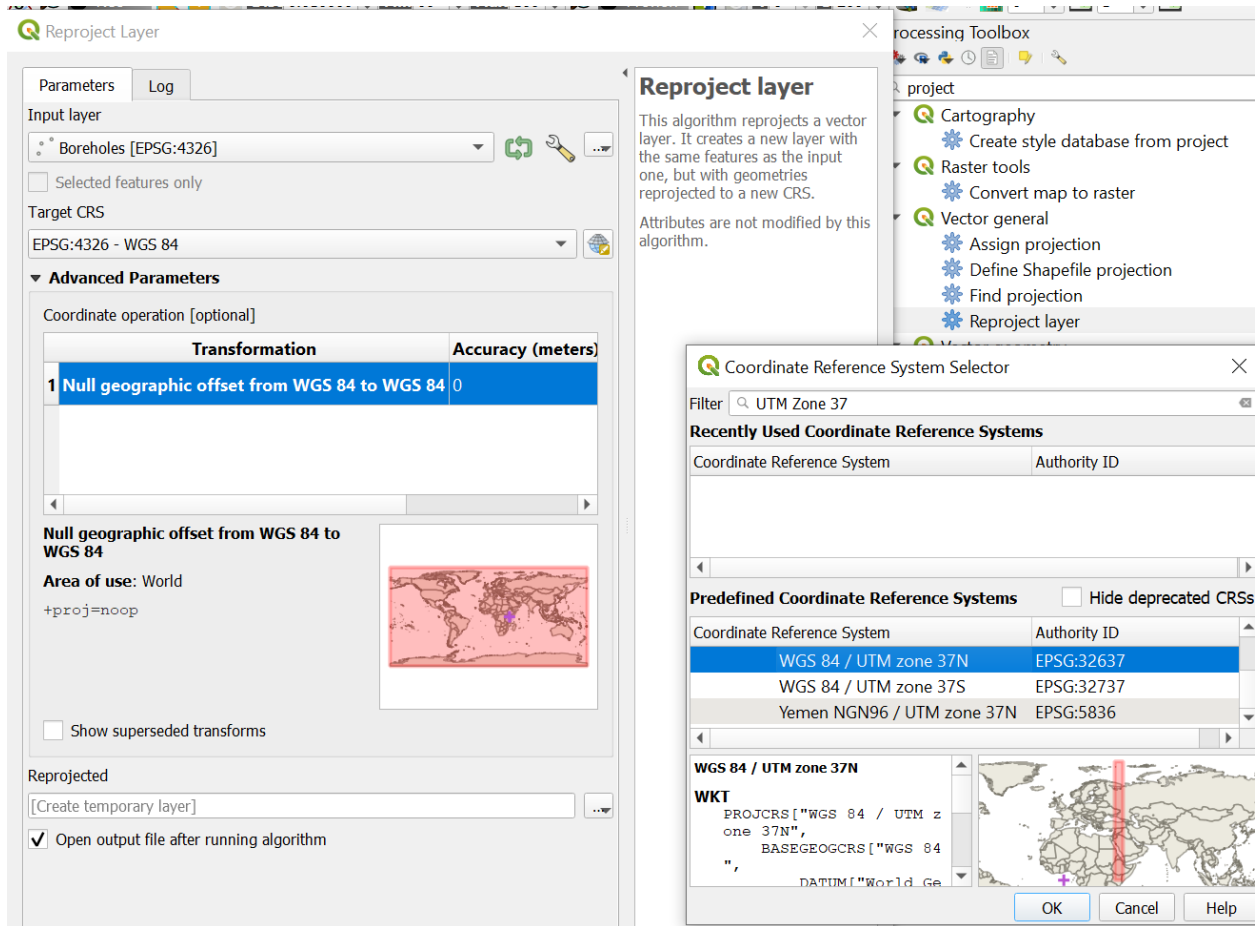 Reproject Layer
Parameters
Log
Input layer
Boreholes [EPSG:4326]
Selected features only
Target CRS
EPSG:4326 - WGS 84
Advanced Parameters
Coordinate operation [optional]
Transformation
Accuracy (meters)
1 Null geographic offset from WGS 84 to WGS 84 0
Null geographic offset from WGS 84 to
WGS 84
Area of use: World
+proj=noop
Show superseded transforms
Reprojected
[Create temporary layer]
Open output file after running algorithm
Reproject layer
This algorithm reprojects a vector
layer. It creates a new layer with
the same features as the input
one, but with geometries
reprojected to a new CRS.
Attributes are not modified by this
algorithm.
rocessing Toolbox
project
Cartography
Create style database from project
Raster tools
Convert map to raster
Vector general
Assign projection
Define Shapefile projection
Find projection
Reproject layer
Coordinate Reference System Selector
Filter UTM Zone 37
Recently Used Coordinate Reference Systems
Coordinate Reference System Authority ID
Predefined Coordinate Reference Systems Hide deprecated CRSs
Coordinate Reference System Authority ID
WGS 84 / UTM zone 37N EPSG:32637
WGS 84 / UTM zone 37S EPSG:32737
Yemen NGN96 / UTM zone 37N EPSG:5836
WGS 84 / UTM zone 37N
WKT
PROJCRS["WGS 84 / UTM z
one 37N",
BASEGEOGCRS["WGS 84
",
DATUM["World Ge
OK
Cancel
Help